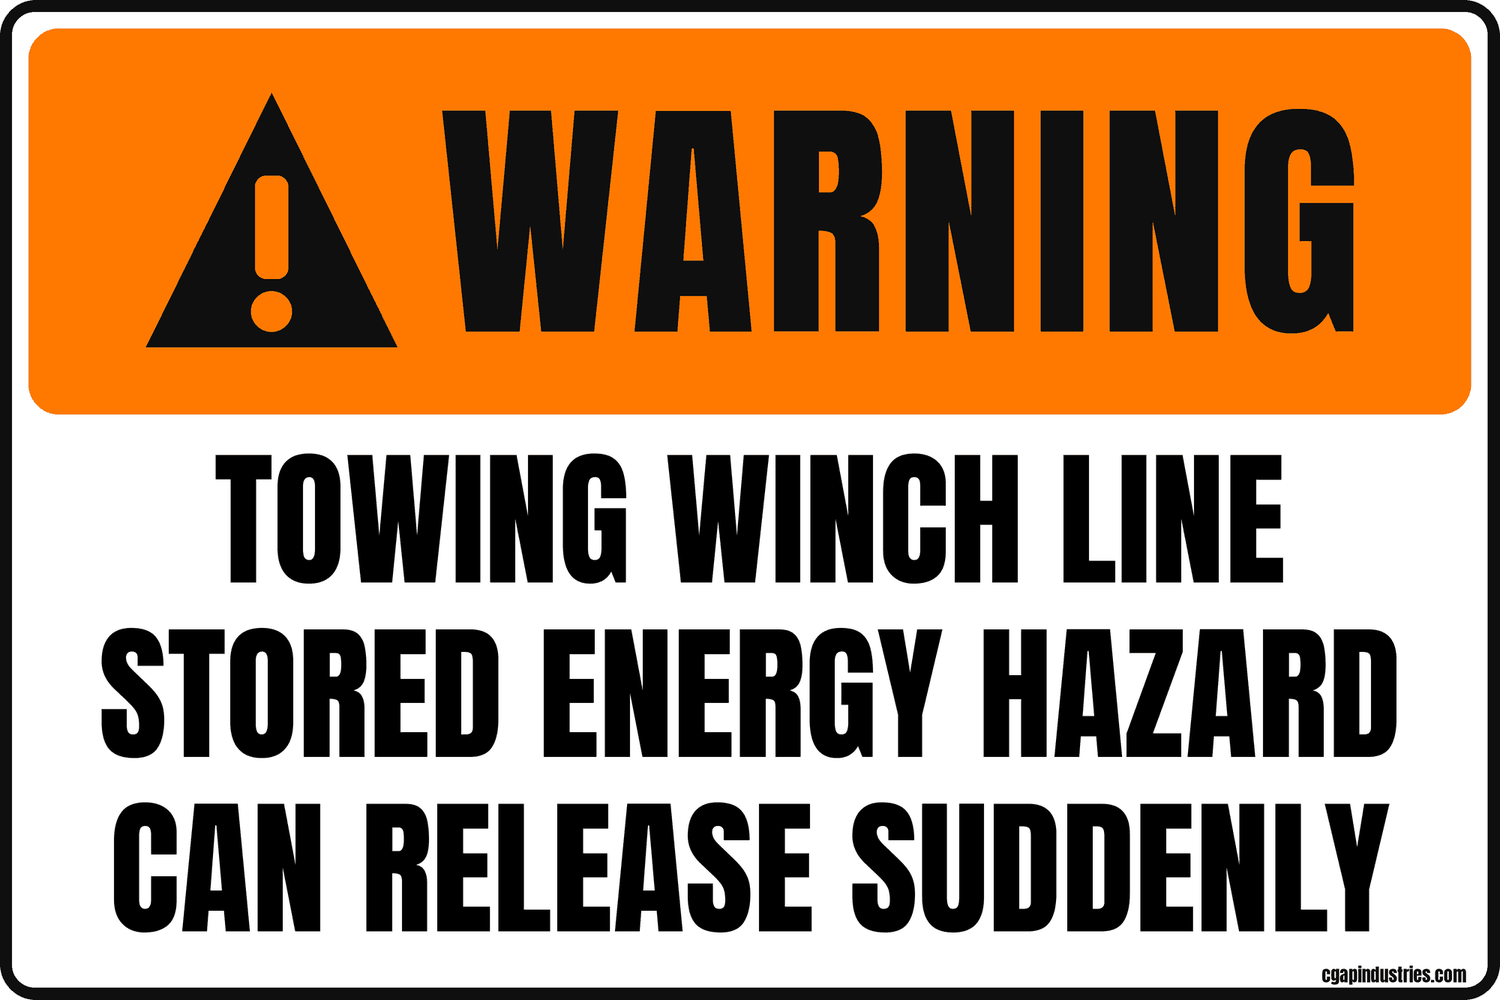 WARNING
TOWING WINCH LINE
STORED ENERGY HAZARD
CAN RELEASE SUDDENLY
cgapindustries.com